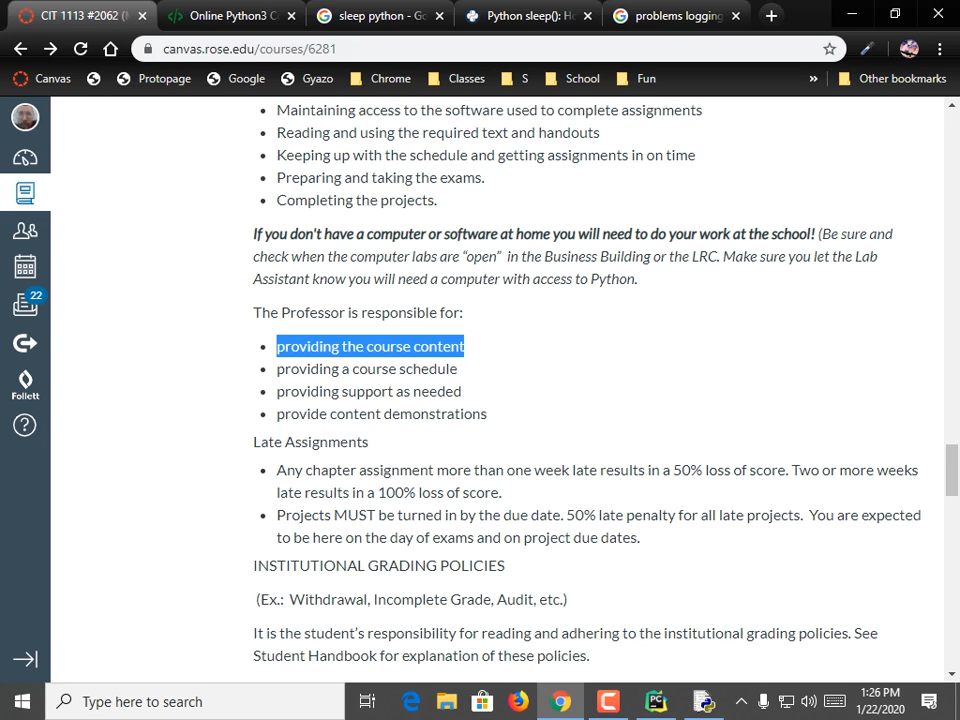 CIT 1113 #2062 (
Online Python3 C
sleep python - Go
Python sleep(): Ho
problems logging
canvas.rose.edu/courses/6281
Canvas Protopage Google Gyazo Chrome Classes S School Fun » Other bookmarks
Maintaining access to the software used to complete assignments
Reading and using the required text and handouts
Keeping up with the schedule and getting assignments in on time
Preparing and taking the exams.
Completing the projects.
If you don't have a computer or software at home you will need to do your work at the school! (Be sure and
check when the computer labs are “open” in the Business Building or the LRC. Make sure you let the Lab
Assistant know you will need a computer with access to Python.
22
The Professor is responsible for:
providing the course content
providing a course schedule
Follett
providing support as needed
provide content demonstrations
Late Assignments
Any chapter assignment more than one week late results in a 50% loss of score. Two or more weeks
late results in a 100% loss of score.
Projects MUST be turned in by the due date. 50% late penalty for all late projects. You are expected
to be here on the day of exams and on project due dates.
INSTITUTIONAL GRADING POLICIES
(Ex.: Withdrawal, Incomplete Grade, Audit, etc.)
It is the student’s responsibility for reading and adhering to the institutional grading policies. See
Student Handbook for explanation of these policies.
Type here to search
1:26 PM
1/22/2020